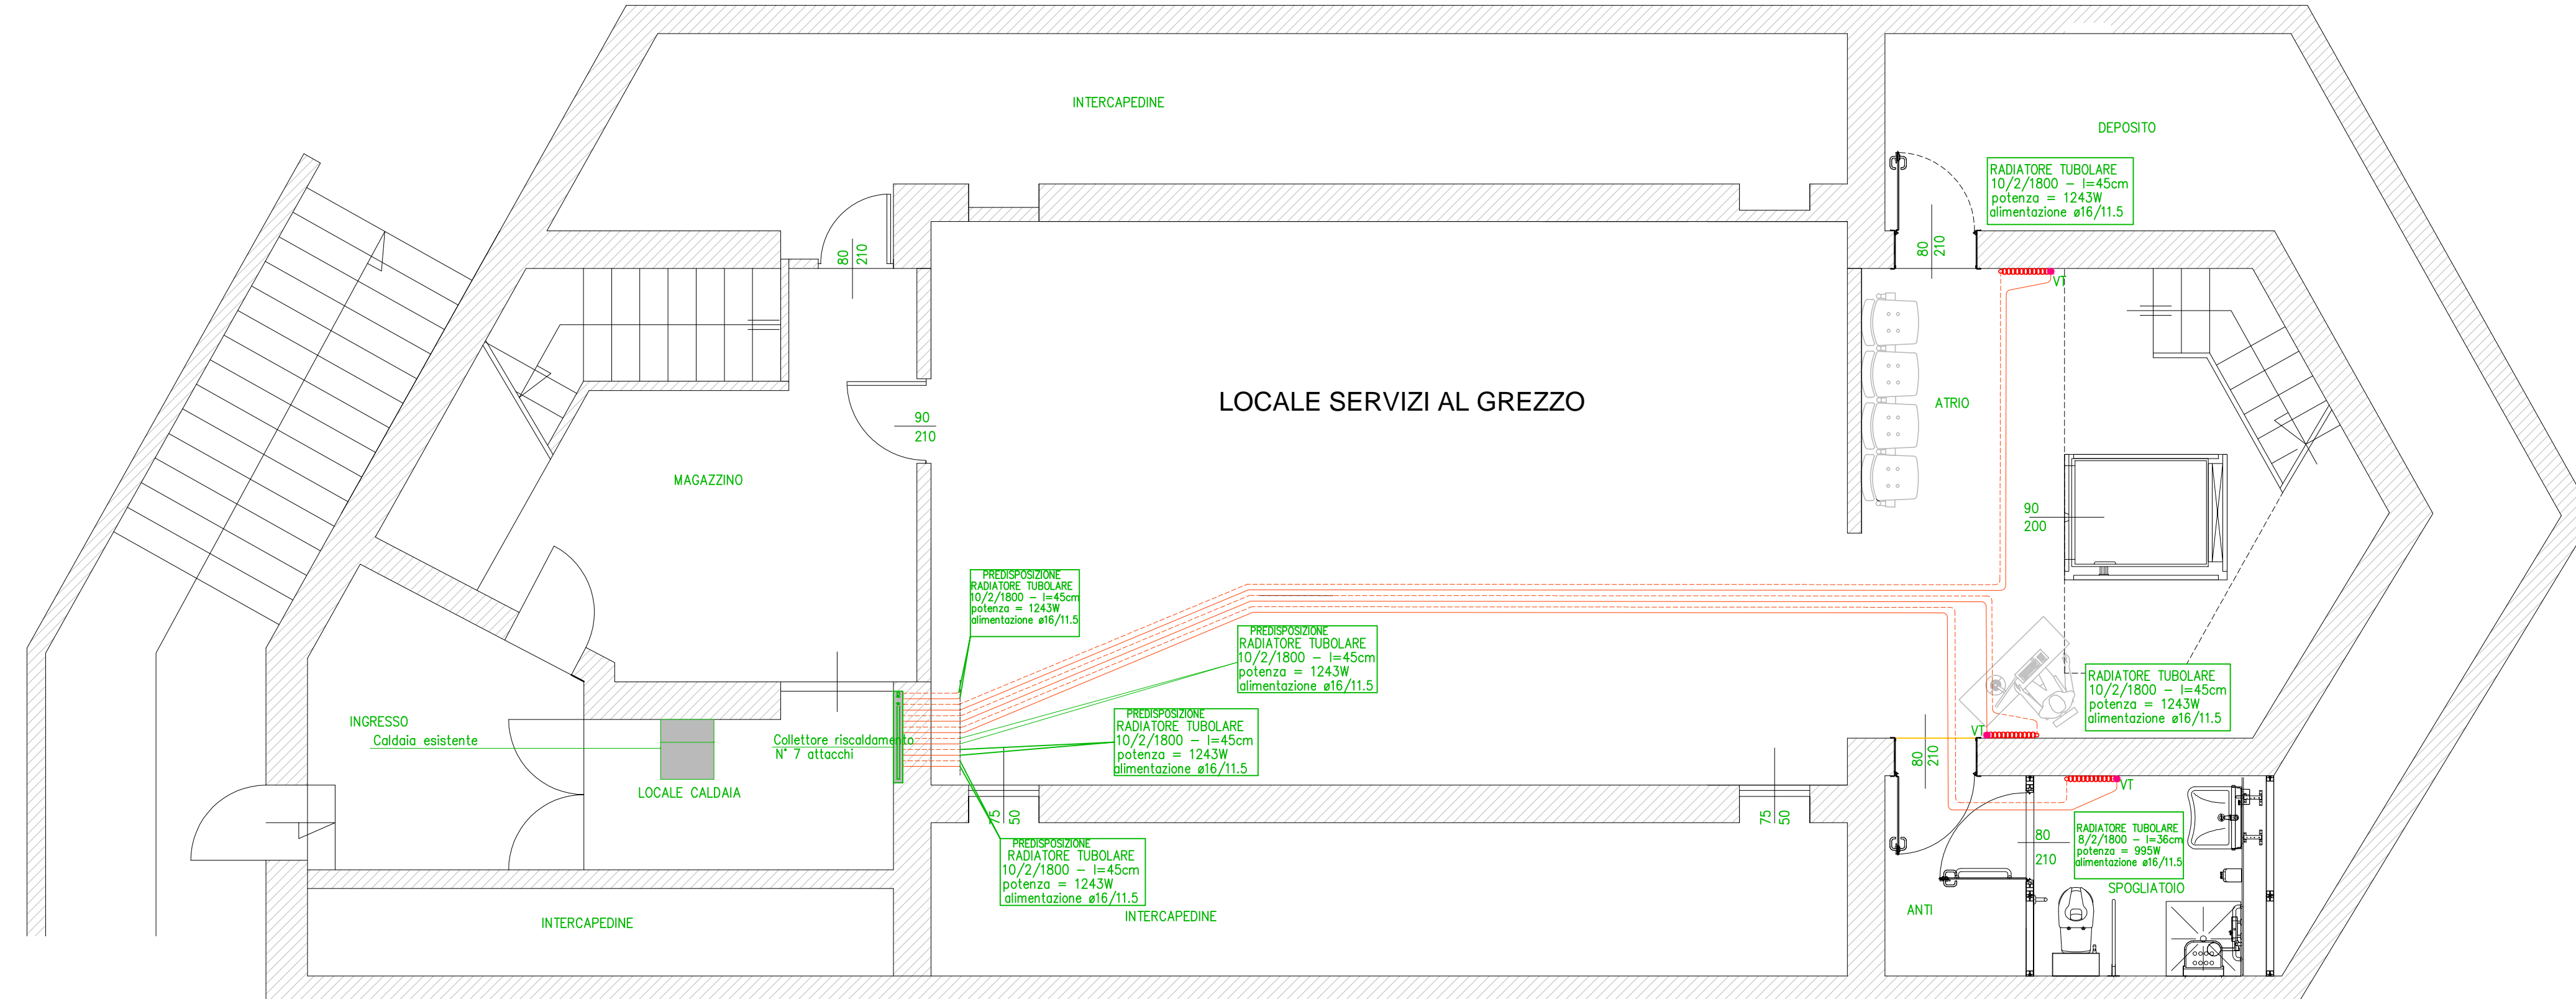 INTERCAPEDINE
DEPOSITO
RADIATORE TUBOLARE
10/2/1800 - l=45cm
potenza = 1243W
alimentazione ø16/11.5
80
210
80
210
VT
LOCALE SERVIZI AL GREZZO
ATRIO
90
210
MAGAZZINO
90
200
PREDISPOSIZIONE
RADIATORE TUBOLARE
10/2/1800 - l=45cm
potenza = 1243W
alimentazione ø16/11.5
PREDISPOSIZIONE
RADIATORE TUBOLARE
10/2/1800 - l=45cm
potenza = 1243W
alimentazione ø16/11.5
RADIATORE TUBOLARE
10/2/1800 - l=45cm
potenza = 1243W
alimentazione ø16/11.5
INGRESSO
Caldaia esistente
Collettore riscaldamento
N° 7 attacchi
PREDISPOSIZIONE
RADIATORE TUBOLARE
10/2/1800 - l=45cm
potenza = 1243W
alimentazione ø16/11.5
VT
80
210
LOCALE CALDAIA
VT
75
50
75
50
PREDISPOSIZIONE
RADIATORE TUBOLARE
10/2/1800 - l=45cm
potenza = 1243W
alimentazione ø16/11.5
80
210
RADIATORE TUBOLARE
8/2/1800 - l=36cm
potenza = 995W
alimentazione ø16/11.5
SPOGLIATOIO
ANTI
INTERCAPEDINE
INTERCAPEDINE